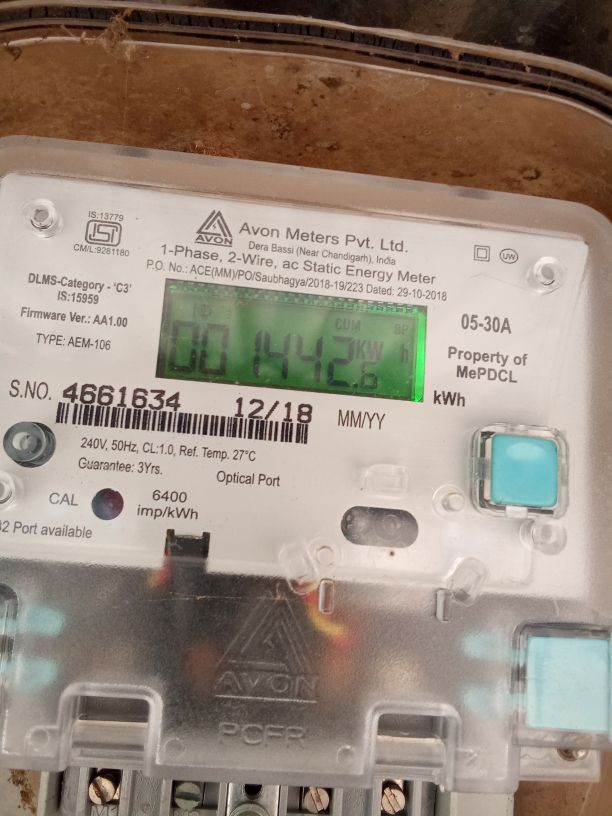 IS:13779
ISI
CM/L:9281180
AVON
Avon Meters Pvt. Ltd.
Dera Bassi (Near Chandigarh), India
1-Phase, 2-Wire, ac Static Energy Meter
P.O. No.: ACE(MM)/PO/Saubhagya/2018-19/223 Dated: 29-10-2018
UW
DLMS-Category - 'C3'
IS:15959
Firmware Ver.: AA1.00
TYPE: AEM-106
CUM
001442.6 KW h
05-30A
Property of
MePDCL
kWh
S.NO. 4661634 12/18 MM/YY
240V, 50Hz, CL:1.0, Ref. Temp. 27°C
Guarantee: 3Yrs.
Optical Port
CAL
6400
imp/kWh
2 Port available
AVON